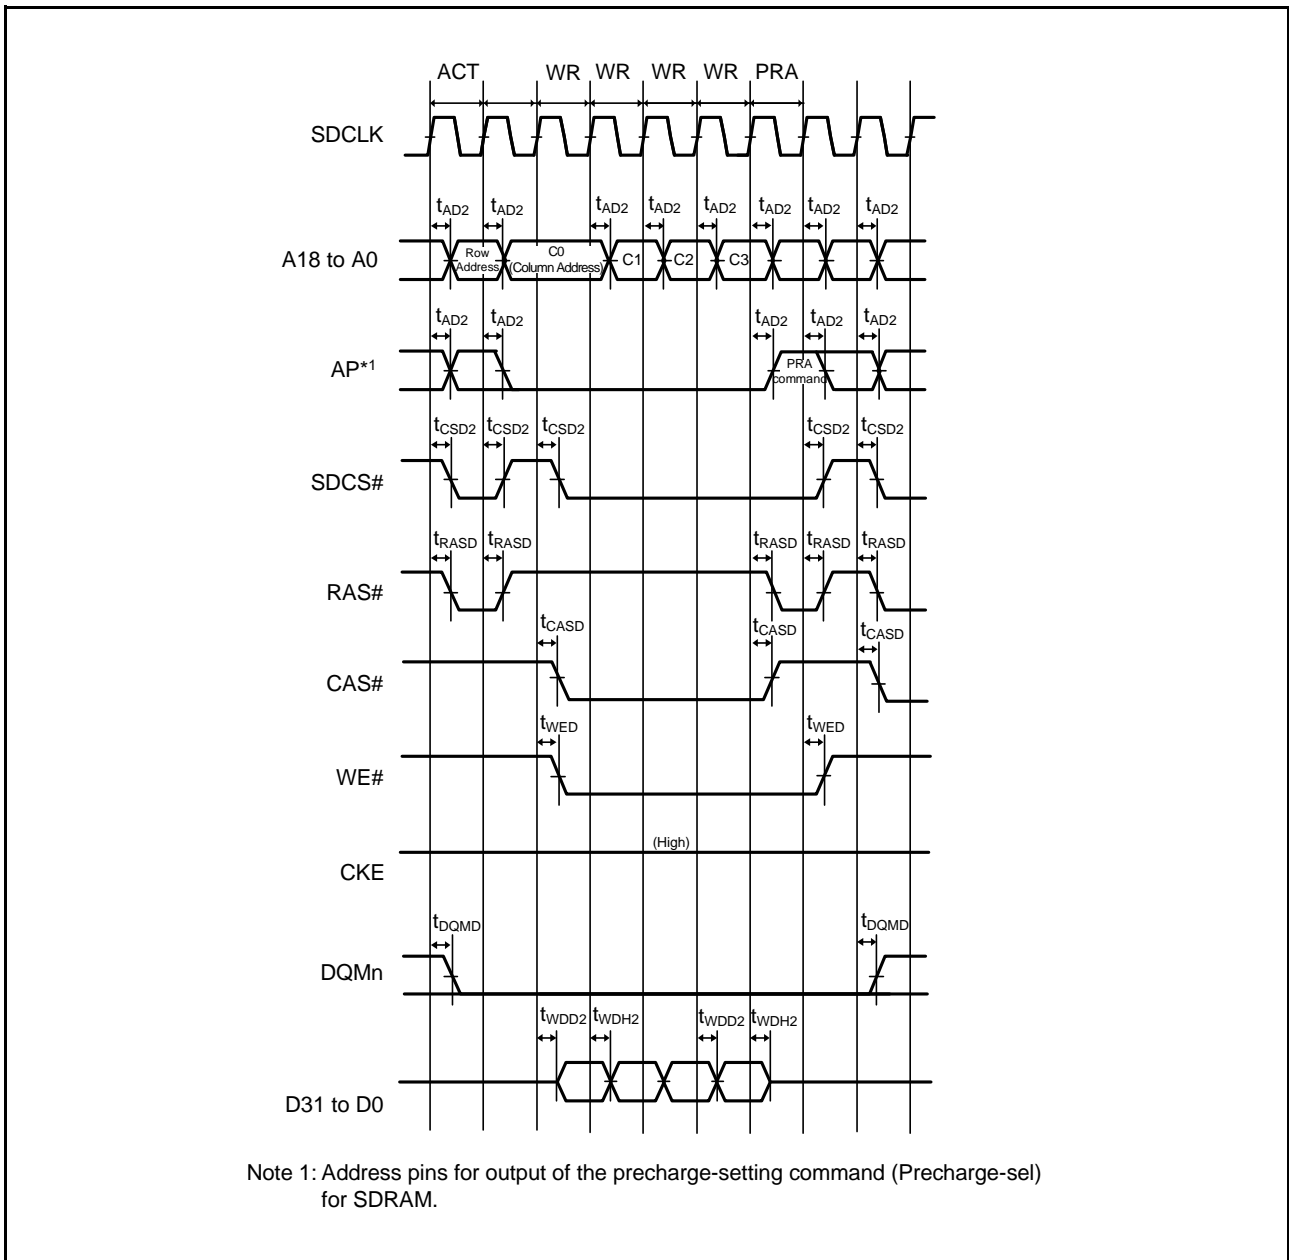 ACT WR WR WR WR PRA
SDCLK
tAD2 tAD2 tAD2 tAD2 tAD2 tAD2 tAD2 tAD2
A18 to A0
Row Address
C0 (Column Address)
C1 C2 C3
tAD2 tAD2 tAD2 tAD2 tAD2
AP*1
PRA command
tCSD2 tCSD2 tCSD2 tCSD2 tCSD2
SDCS#
tRASD tRASD tRASD tRASD tRASD
RAS#
tCASD tCASD tCASD
CAS#
tWED tWED
WE#
(High)
CKE
tDQMD tDQMD
DQMn
tWDD2 tWDH2 tWDD2 tWDH2
D31 to D0
Note 1: Address pins for output of the precharge-setting command (Precharge-sel)
for SDRAM.